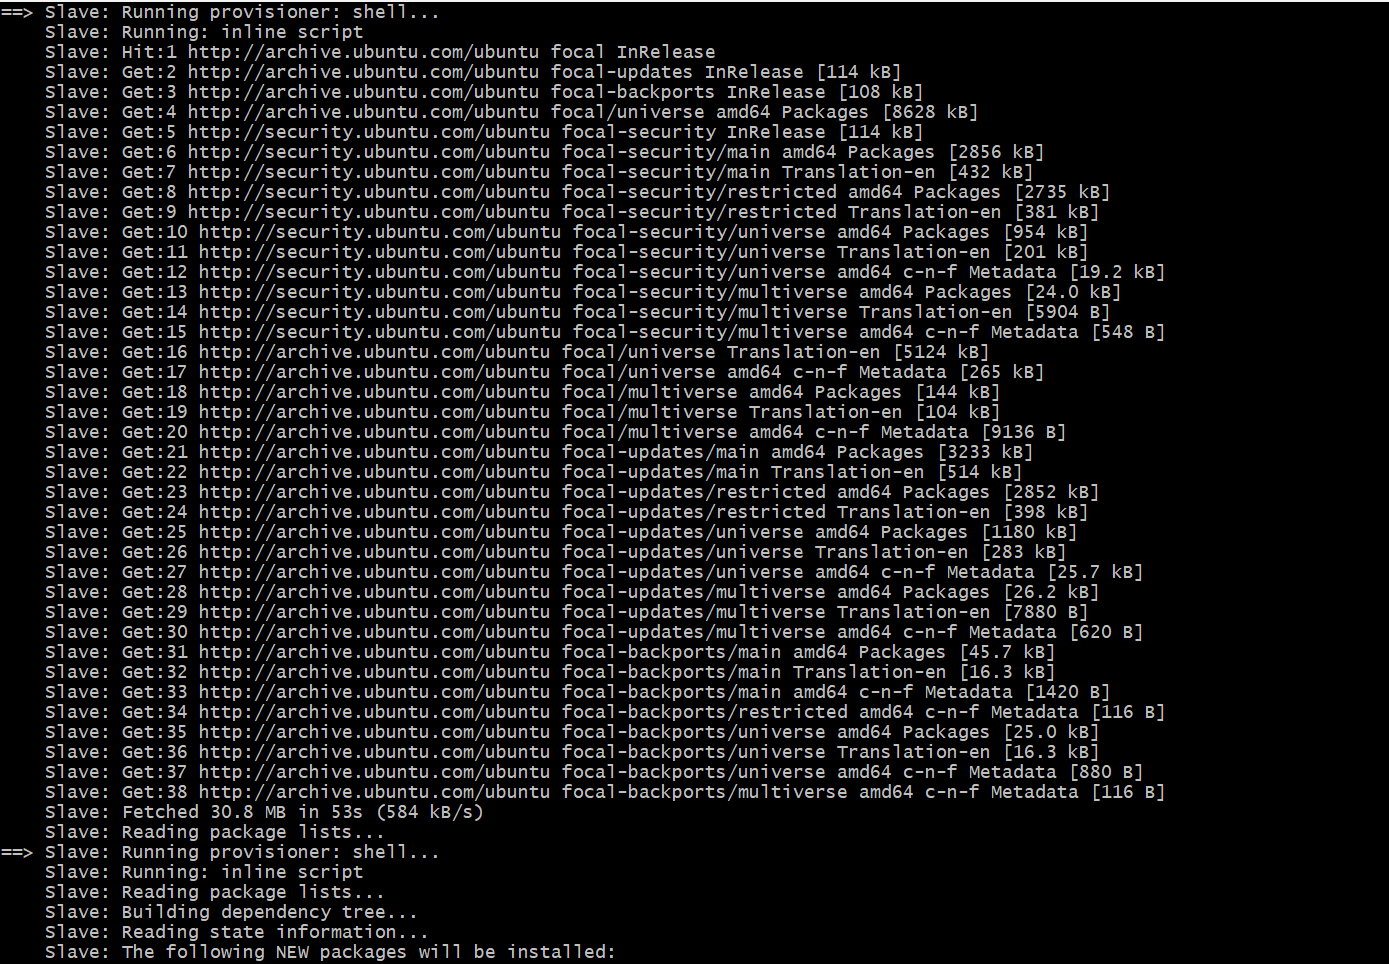 ==> Slave: Running provisioner: shell...
    Slave: Running: inline script
    Slave: Hit:1 http://archive.ubuntu.com/ubuntu focal InRelease
    Slave: Get:2 http://archive.ubuntu.com/ubuntu focal-updates InRelease [114 kB]
    Slave: Get:3 http://archive.ubuntu.com/ubuntu focal-backports InRelease [108 kB]
    Slave: Get:4 http://archive.ubuntu.com/ubuntu focal/universe amd64 Packages [8628 kB]
    Slave: Get:5 http://security.ubuntu.com/ubuntu focal-security InRelease [114 kB]
    Slave: Get:6 http://security.ubuntu.com/ubuntu focal-security/main amd64 Packages [2856 kB]
    Slave: Get:7 http://security.ubuntu.com/ubuntu focal-security/main Translation-en [432 kB]
    Slave: Get:8 http://security.ubuntu.com/ubuntu focal-security/restricted amd64 Packages [2735 kB]
    Slave: Get:9 http://security.ubuntu.com/ubuntu focal-security/restricted Translation-en [381 kB]
    Slave: Get:10 http://security.ubuntu.com/ubuntu focal-security/universe amd64 Packages [954 kB]
    Slave: Get:11 http://security.ubuntu.com/ubuntu focal-security/universe Translation-en [201 kB]
    Slave: Get:12 http://security.ubuntu.com/ubuntu focal-security/universe amd64 c-n-f Metadata [19.2 kB]
    Slave: Get:13 http://security.ubuntu.com/ubuntu focal-security/multiverse amd64 Packages [24.0 kB]
    Slave: Get:14 http://security.ubuntu.com/ubuntu focal-security/multiverse Translation-en [5904 B]
    Slave: Get:15 http://security.ubuntu.com/ubuntu focal-security/multiverse amd64 c-n-f Metadata [548 B]
    Slave: Get:16 http://archive.ubuntu.com/ubuntu focal/universe Translation-en [5124 kB]
    Slave: Get:17 http://archive.ubuntu.com/ubuntu focal/universe amd64 c-n-f Metadata [265 kB]
    Slave: Get:18 http://archive.ubuntu.com/ubuntu focal/multiverse amd64 Packages [144 kB]
    Slave: Get:19 http://archive.ubuntu.com/ubuntu focal/multiverse Translation-en [104 kB]
    Slave: Get:20 http://archive.ubuntu.com/ubuntu focal/multiverse amd64 c-n-f Metadata [9136 B]
    Slave: Get:21 http://archive.ubuntu.com/ubuntu focal-updates/main amd64 Packages [3233 kB]
    Slave: Get:22 http://archive.ubuntu.com/ubuntu focal-updates/main Translation-en [514 kB]
    Slave: Get:23 http://archive.ubuntu.com/ubuntu focal-updates/restricted amd64 Packages [2852 kB]
    Slave: Get:24 http://archive.ubuntu.com/ubuntu focal-updates/restricted Translation-en [398 kB]
    Slave: Get:25 http://archive.ubuntu.com/ubuntu focal-updates/universe amd64 Packages [1180 kB]
    Slave: Get:26 http://archive.ubuntu.com/ubuntu focal-updates/universe Translation-en [283 kB]
    Slave: Get:27 http://archive.ubuntu.com/ubuntu focal-updates/universe amd64 c-n-f Metadata [25.7 kB]
    Slave: Get:28 http://archive.ubuntu.com/ubuntu focal-updates/multiverse amd64 Packages [26.2 kB]
    Slave: Get:29 http://archive.ubuntu.com/ubuntu focal-updates/multiverse Translation-en [7880 B]
    Slave: Get:30 http://archive.ubuntu.com/ubuntu focal-updates/multiverse amd64 c-n-f Metadata [620 B]
    Slave: Get:31 http://archive.ubuntu.com/ubuntu focal-backports/main amd64 Packages [45.7 kB]
    Slave: Get:32 http://archive.ubuntu.com/ubuntu focal-backports/main Translation-en [16.3 kB]
    Slave: Get:33 http://archive.ubuntu.com/ubuntu focal-backports/main amd64 c-n-f Metadata [1420 B]
    Slave: Get:34 http://archive.ubuntu.com/ubuntu focal-backports/restricted amd64 c-n-f Metadata [116 B]
    Slave: Get:35 http://archive.ubuntu.com/ubuntu focal-backports/universe amd64 Packages [25.0 kB]
    Slave: Get:36 http://archive.ubuntu.com/ubuntu focal-backports/universe Translation-en [16.3 kB]
    Slave: Get:37 http://archive.ubuntu.com/ubuntu focal-backports/universe amd64 c-n-f Metadata [880 B]
    Slave: Get:38 http://archive.ubuntu.com/ubuntu focal-backports/multiverse amd64 c-n-f Metadata [116 B]
    Slave: Fetched 30.8 MB in 53s (584 kB/s)
    Slave: Reading package lists...
==> Slave: Running provisioner: shell...
    Slave: Running: inline script
    Slave: Reading package lists...
    Slave: Building dependency tree...
    Slave: Reading state information...
    Slave: The following NEW packages will be installed: